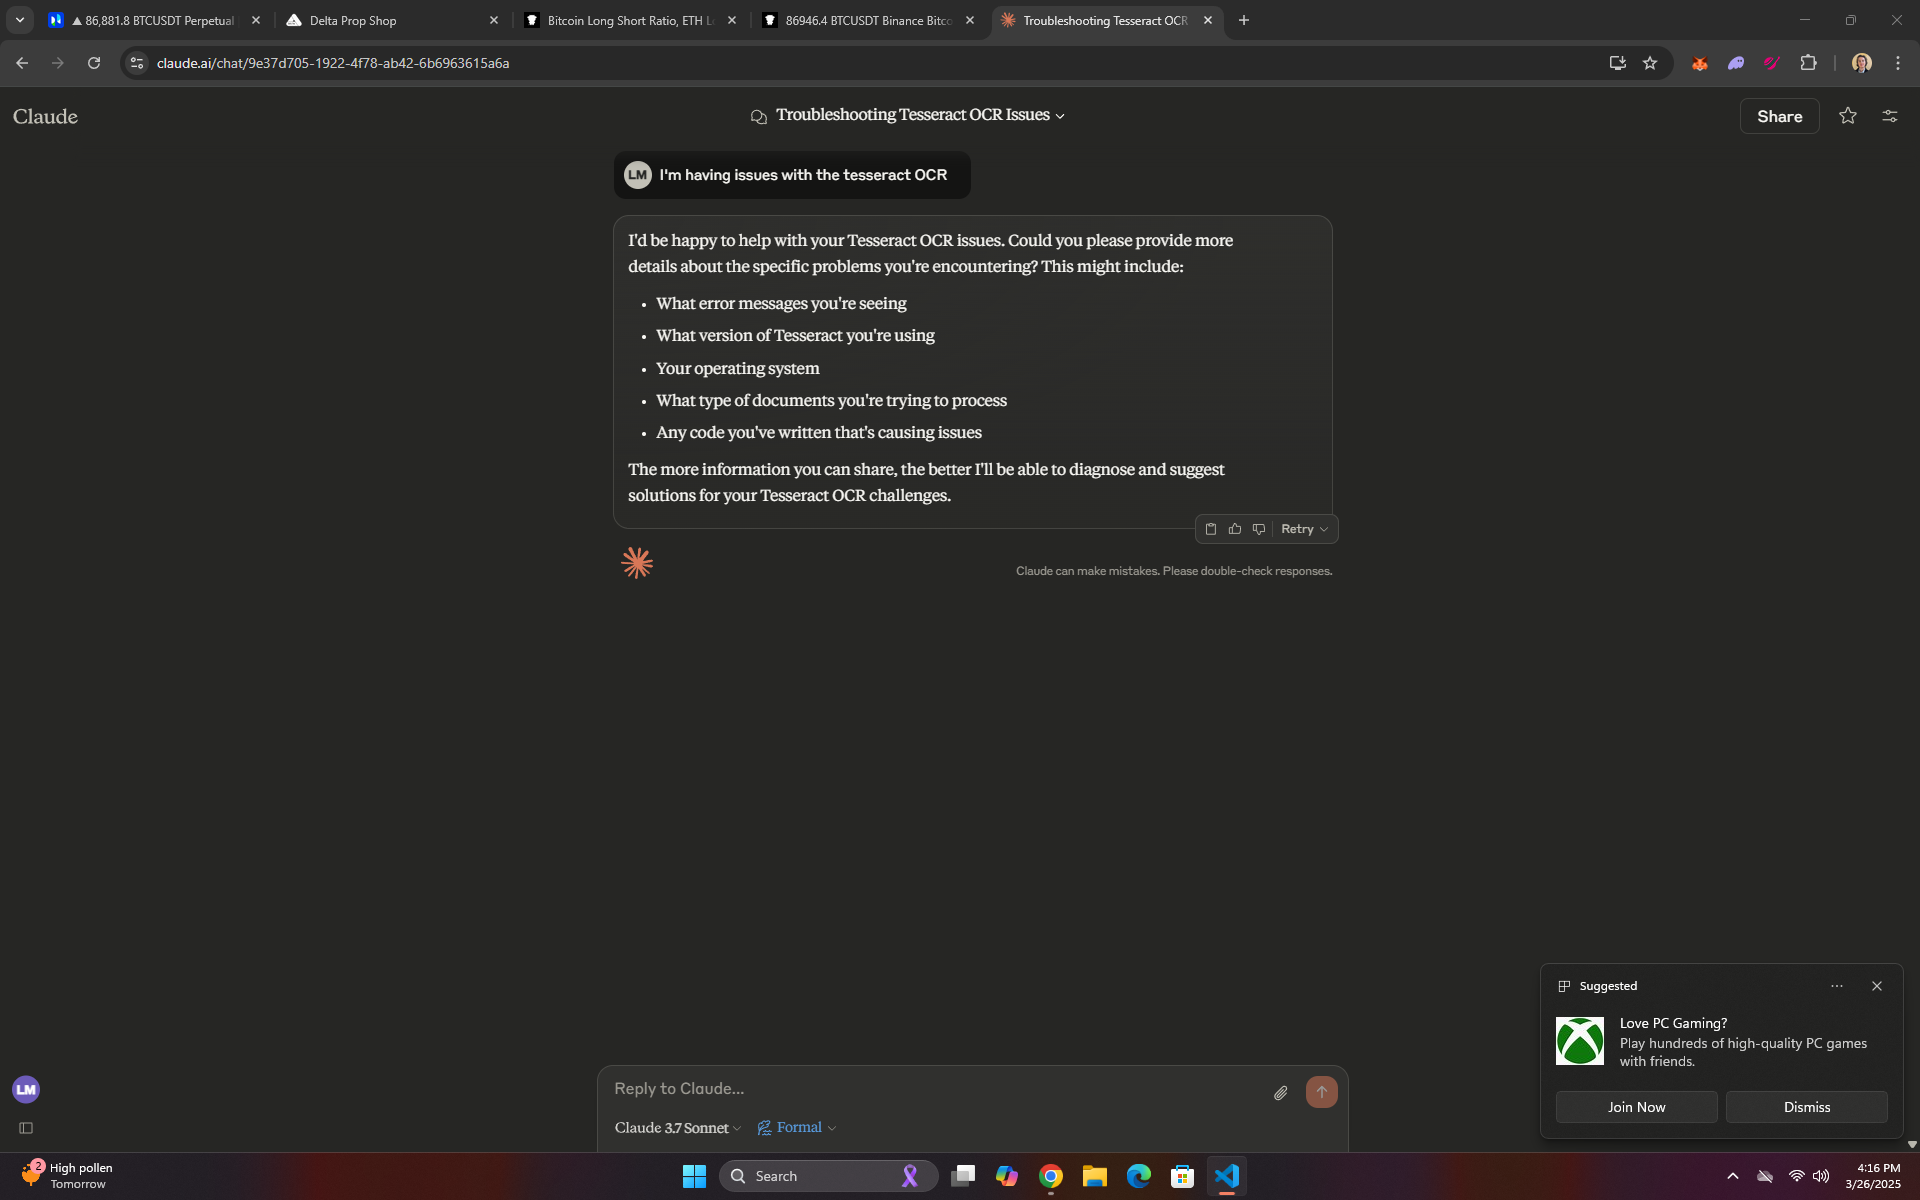 86,881.8 BTCUSDT Perpetual
Delta Prop Shop
Bitcoin Long Short Ratio, ETH L
86946.4 BTCUSDT Binance Bitco
Troubleshooting Tesseract OCR
claude.ai/chat/9e37d705-1922-4f78-ab42-6b6963615a6a
Claude
Troubleshooting Tesseract OCR Issues
Share
LM
I'm having issues with the tesseract OCR
I'd be happy to help with your Tesseract OCR issues. Could you please provide more
details about the specific problems you're encountering? This might include:
• What error messages you're seeing
• What version of Tesseract you're using
• Your operating system
• What type of documents you're trying to process
• Any code you've written that's causing issues
The more information you can share, the better I'll be able to diagnose and suggest
solutions for your Tesseract OCR challenges.
Retry
Claude can make mistakes. Please double-check responses.
Suggested
Love PC Gaming?
Play hundreds of high-quality PC games
with friends.
Join Now
Dismiss
LM
Reply to Claude...
Claude 3.7 Sonnet
Formal
2
High pollen
Tomorrow
Search
4:16 PM
3/26/2025